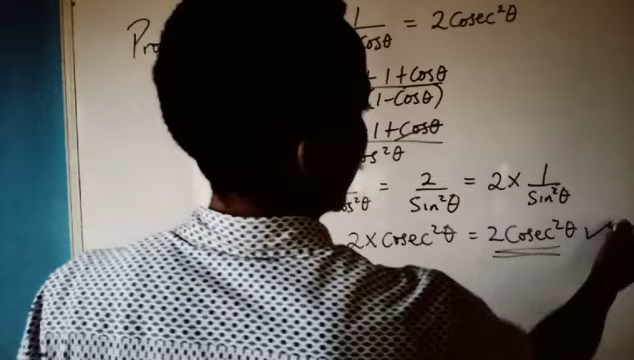 1/Cosθ = 2Cosec²θ
1 + Cosθ / (1 - Cosθ)
1 + Cosθ / os²θ
os²θ = 2/Sin²θ = 2 × 1/Sin²θ
2 × Cosec²θ = 2Cosec²θ ✓